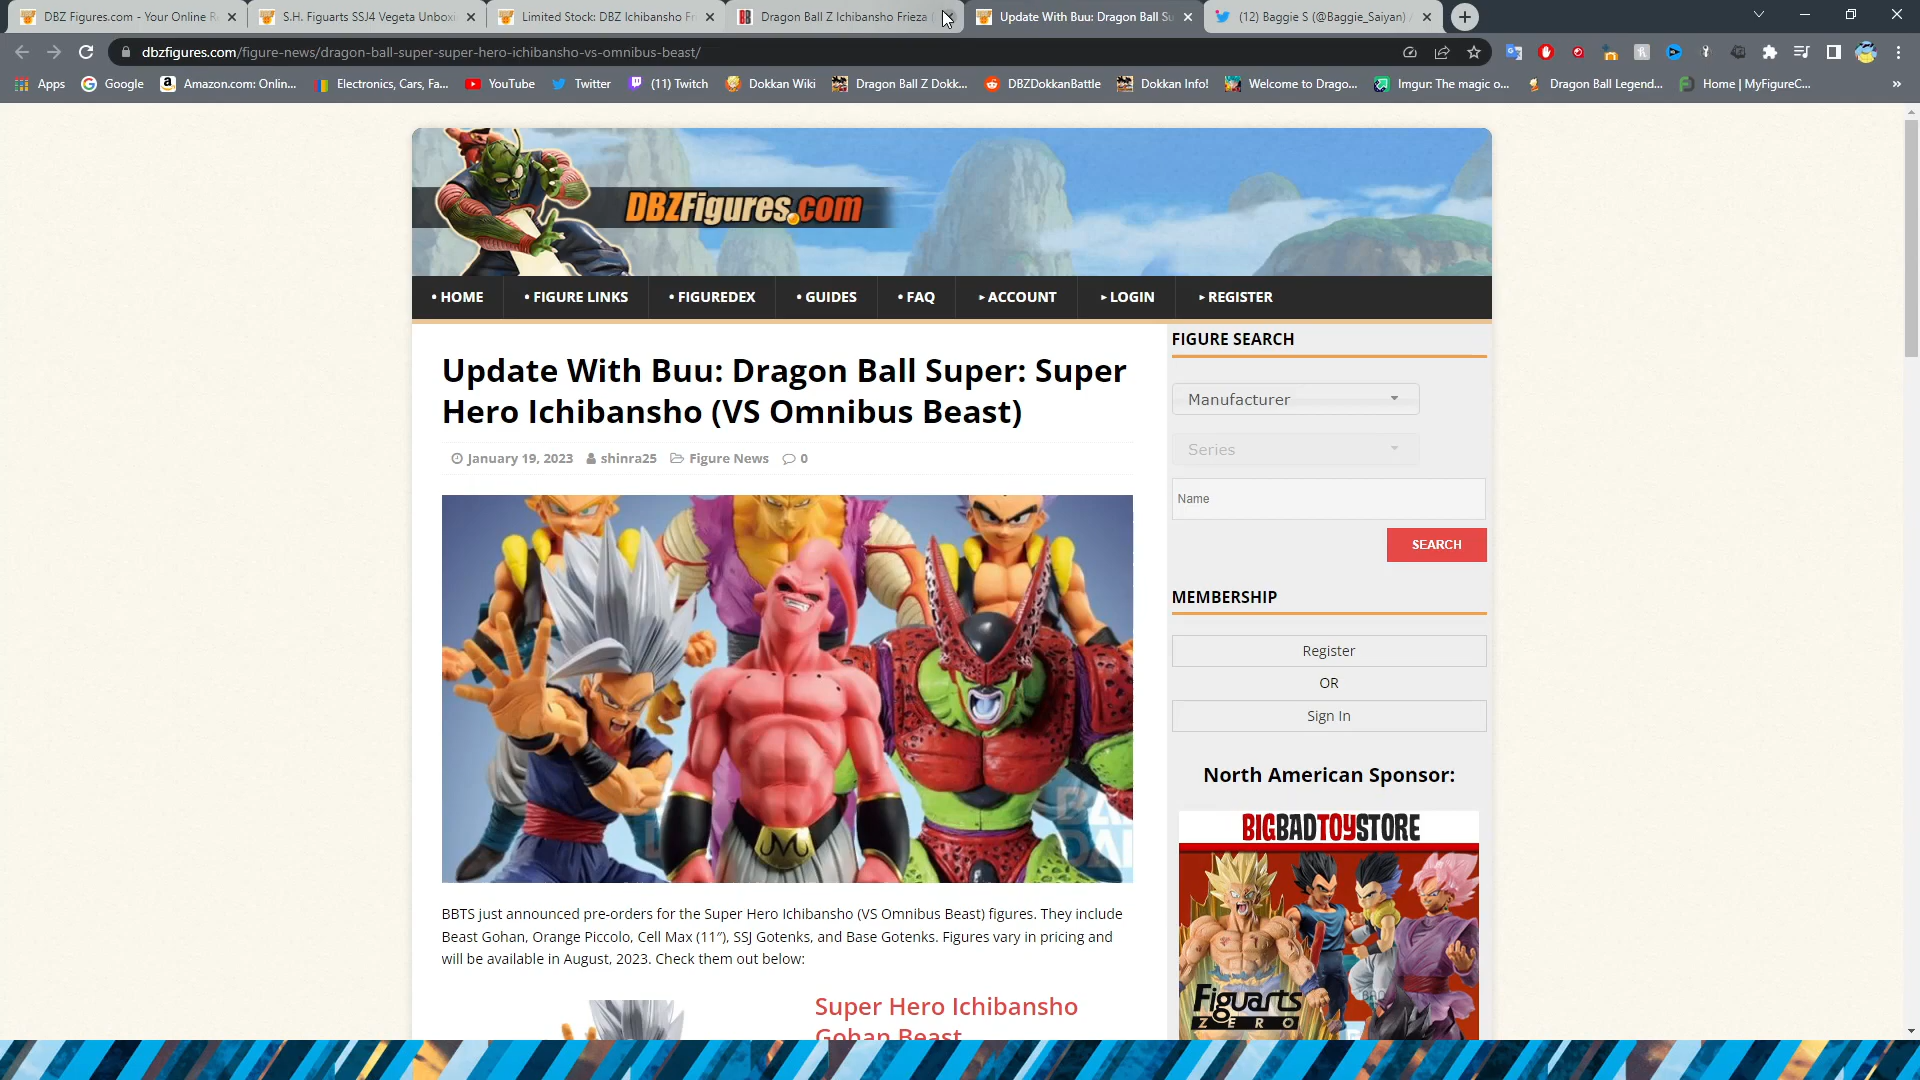 DBZ Figures.com - Your Online R
S.H. Figuarts SSJ4 Vegeta Unboxi
Limited Stock: DBZ Ichibansho Fr
Dragon Ball Z Ichibansho Frieza (
Update With Buu: Dragon Ball Su
(12) Baggie S (@Baggie_Saiyan) /
dbzfigures.com/figure-news/dragon-ball-super-super-hero-ichibansho-vs-omnibus-beast/
Apps
Google
Amazon.com: Onlin...
Electronics, Cars, Fa...
YouTube
Twitter
(11) Twitch
Dokkan Wiki
Dragon Ball Z Dokk...
DBZDokkanBattle
Dokkan Info!
Welcome to Drago...
Imgur: The magic o...
Dragon Ball Legend...
Home | MyFigureC...
»
DBZFigures.com
• HOME
• FIGURE LINKS
• FIGUREDEX
• GUIDES
• FAQ
▸ ACCOUNT
▸ LOGIN
▸ REGISTER
Update With Buu: Dragon Ball Super: Super
Hero Ichibansho (VS Omnibus Beast)
January 19, 2023 shinra25 Figure News 0
BBTS just announced pre-orders for the Super Hero Ichibansho (VS Omnibus Beast) figures. They include
Beast Gohan, Orange Piccolo, Cell Max (11″), SSJ Gotenks, and Base Gotenks. Figures vary in pricing and
will be available in August, 2023. Check them out below:
Super Hero Ichibansho
Gohan Beast
FIGURE SEARCH
Manufacturer
Series
Name
SEARCH
MEMBERSHIP
Register
OR
Sign In
North American Sponsor:
BIGBADTOYSTORE
Figuarts
ZERO